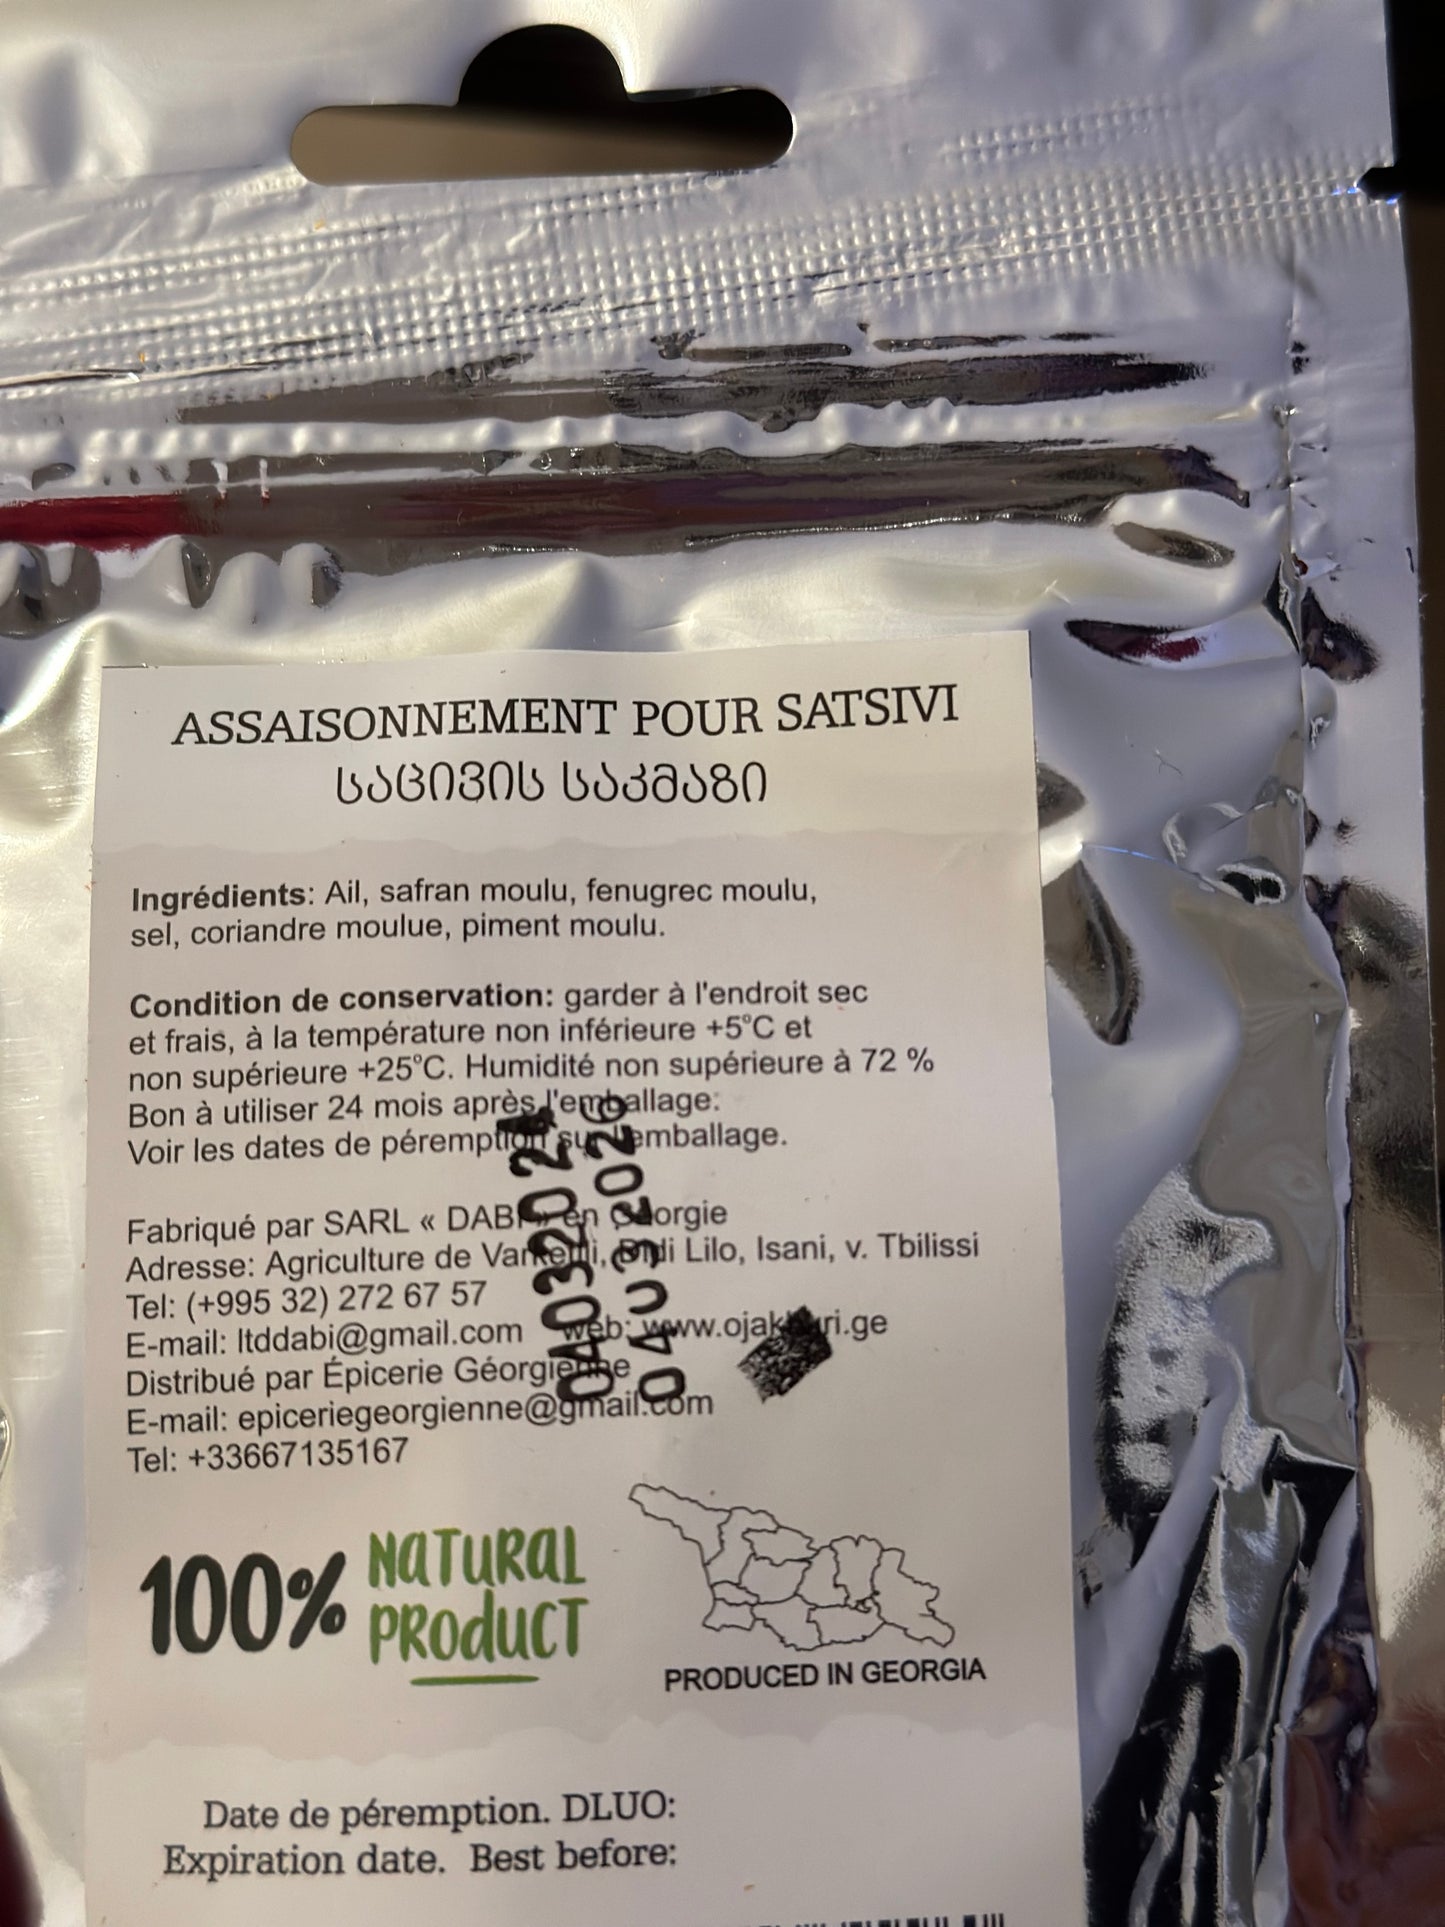 ASSAISONNEMENT POUR SATSIVI
საცივის საკმაზი
Ingrédients: Ail, safran moulu, fenugrec moulu,
sel, coriandre moulue, piment moulu.
Condition de conservation: garder à l'endroit sec
et frais, à la température non inférieure +5°C et
non supérieure +25°C. Humidité non supérieure à 72 %
Bon à utiliser 24 mois après l'emballage:
Voir les dates de péremption sur l'emballage.
Fabriqué par SARL « DABI » en Géorgie
Adresse: Agriculture de Bidi Lilo, Isani, v. Tbilissi
Tel: (+995 32) 272 67 57
E-mail: ltddabi@gmail.com web: www.ojakhuri.ge
Distribué par Épicerie Géorgienne
E-mail: epiceriegeorgienne@gmail.com
Tel: +33667135167
04032024
04032026
100% NATURAL
PRODUCT
PRODUCED IN GEORGIA
Date de péremption. DLUO:
Expiration date. Best before: